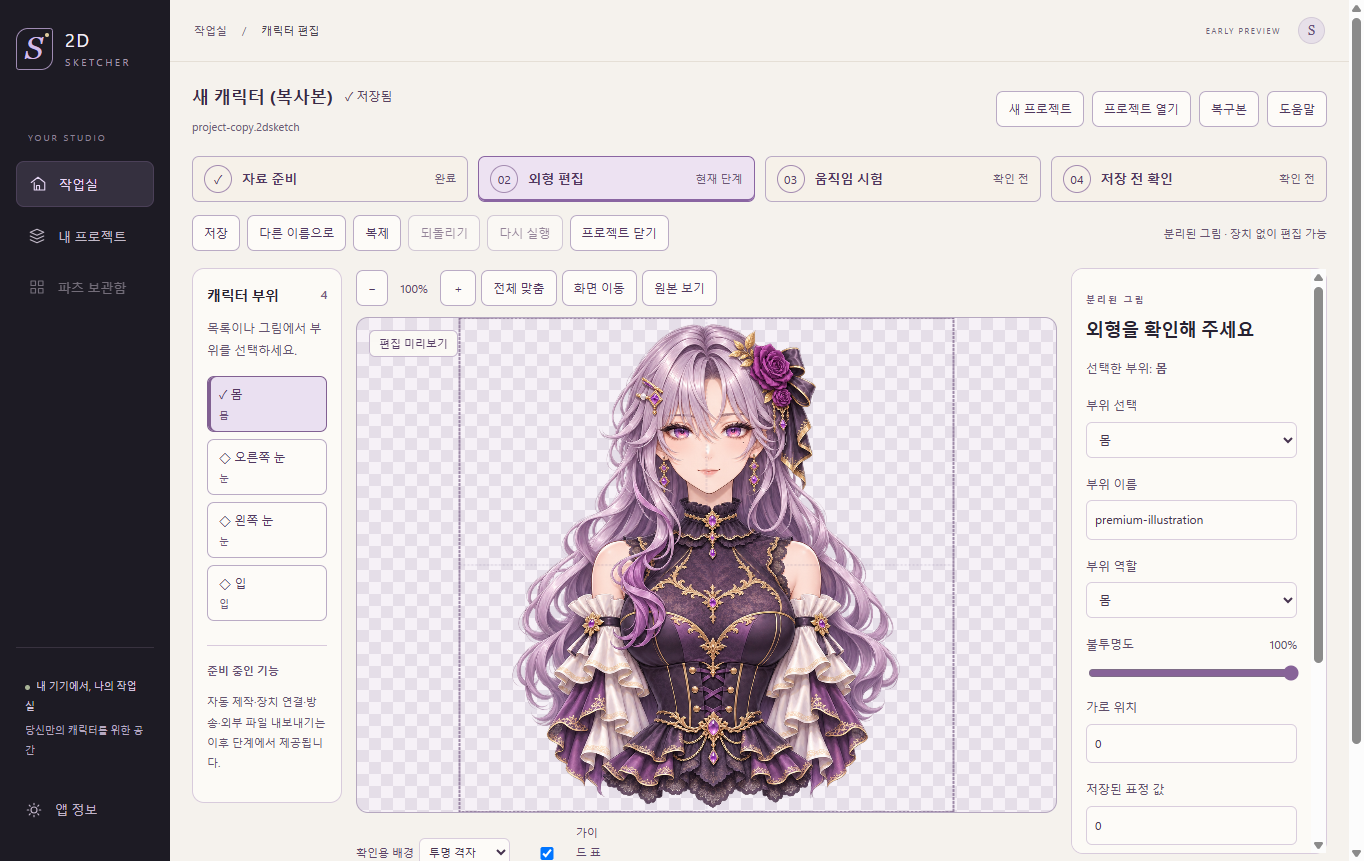 S
2D
SKETCHER
YOUR STUDIO
작업실
내 프로젝트
파츠 보관함
내 기기에서, 나의 작업
실
당신만의 캐릭터를 위한 공
간
앱 정보
작업실 / 캐릭터 편집
EARLY PREVIEW
S
새 캐릭터 (복사본)
✓ 저장됨
project-copy.2dsketch
새 프로젝트
프로젝트 열기
복구본
도움말
✓ 자료 준비 완료
02 외형 편집 현재 단계
03 움직임 시험 확인 전
04 저장 전 확인 확인 전
저장
다른 이름으로
복제
되돌리기
다시 실행
프로젝트 닫기
분리된 그림 · 장치 없이 편집 가능
캐릭터 부위 4
목록이나 그림에서 부
위를 선택하세요.
✓ 몸
몸
◇ 오른쪽 눈
눈
◇ 왼쪽 눈
눈
◇ 입
입
준비 중인 기능
자동 제작·장치 연결·방
송·외부 파일 내보내기는
이후 단계에서 제공됩니
다.
−
100%
+
전체 맞춤
화면 이동
원본 보기
편집 미리보기
확인용 배경
투명 격자
가이
드 표
분리된 그림
외형을 확인해 주세요
선택한 부위: 몸
부위 선택
몸
부위 이름
premium-illustration
부위 역할
몸
불투명도 100%
가로 위치
0
저장된 표정 값
0